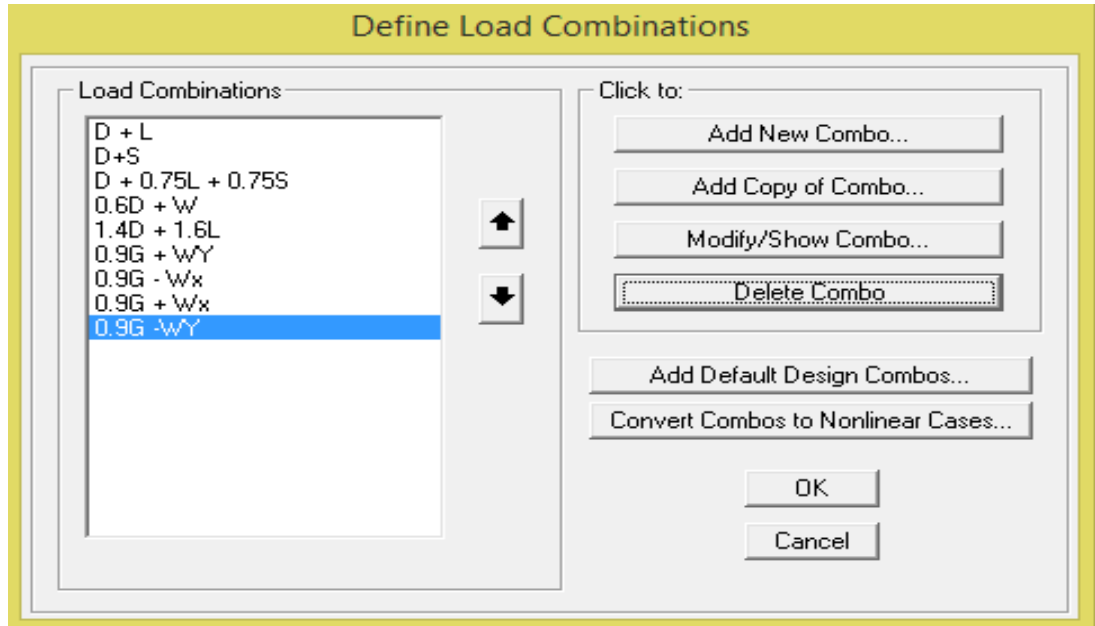 Define Load Combinations
Load Combinations
D + L
D+S
D + 0.75L + 0.75S
0.6D + W
1.4D + 1.6L
0.9G + WY
0.9G - Wx
0.9G + Wx
0.9G -WY
Click to:
Add New Combo...
Add Copy of Combo...
Modify/Show Combo...
Delete Combo
Add Default Design Combos...
Convert Combos to Nonlinear Cases...
OK
Cancel